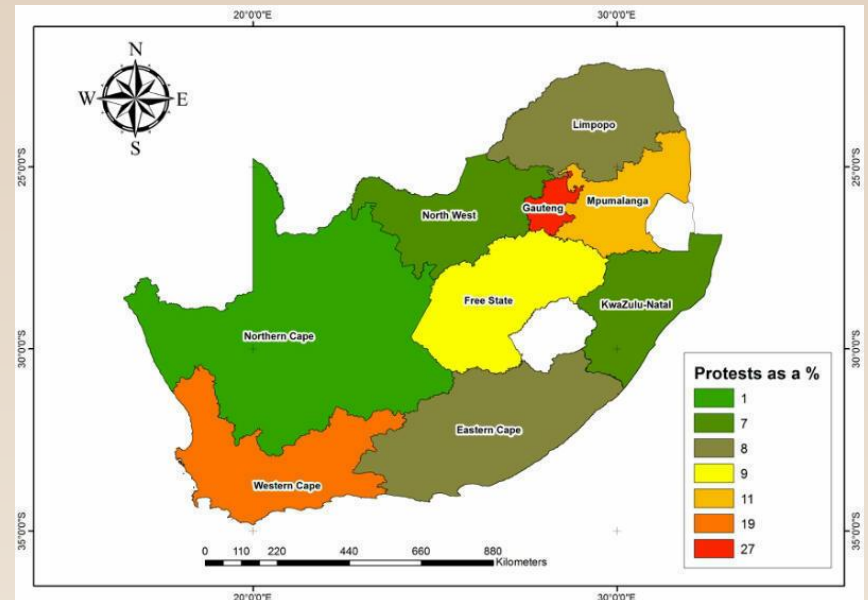 20°0'0"E 30°0'0"E
N
W E
S
Limpopo
25°0'0"S 25°0'0"S
Mpumalanga
Gauteng
North West
Free State
KwaZulu-Natal
Northern Cape
30°0'0"S 30°0'0"S
Protests as a %
1
7
8
9
11
19
27
Eastern Cape
Western Cape
35°0'0"S 35°0'0"S
0 110 220 440 660 880
Kilometers
20°0'0"E 30°0'0"E